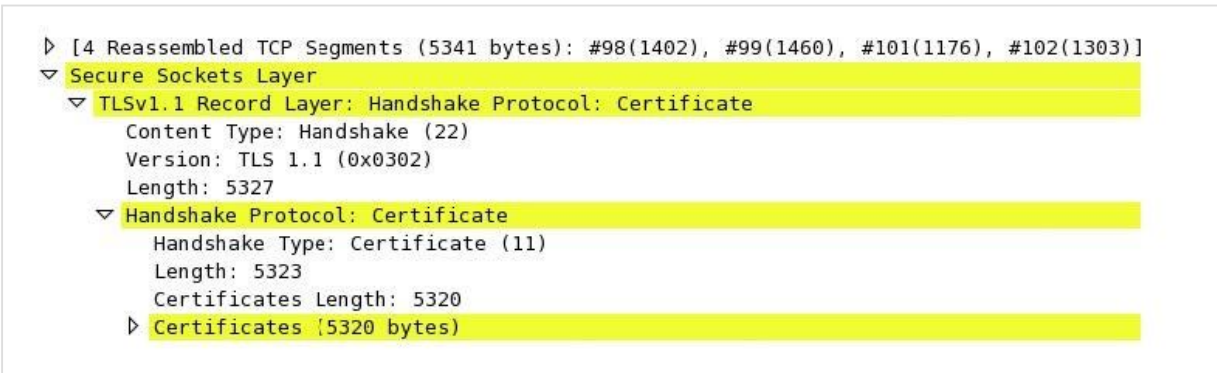 [4 Reassembled TCP Segments (5341 bytes): #98(1402), #99(1460), #101(1176), #102(1303)]
Secure Sockets Layer
TLSv1.1 Record Layer: Handshake Protocol: Certificate
Content Type: Handshake (22)
Version: TLS 1.1 (0x0302)
Length: 5327
Handshake Protocol: Certificate
Handshake Type: Certificate (11)
Length: 5323
Certificates Length: 5320
Certificates (5320 bytes)